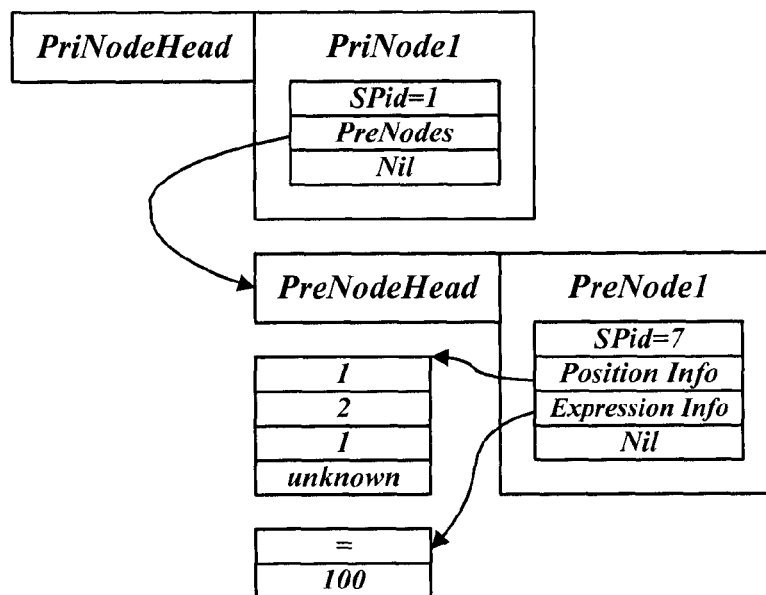 PriNodeHead
PriNode1
SPid=1
PreNodes
Nil
PreNodeHead
PreNode1
SPid=7
Position Info
Expression Info
Nil
1
2
1
unknown
=
100